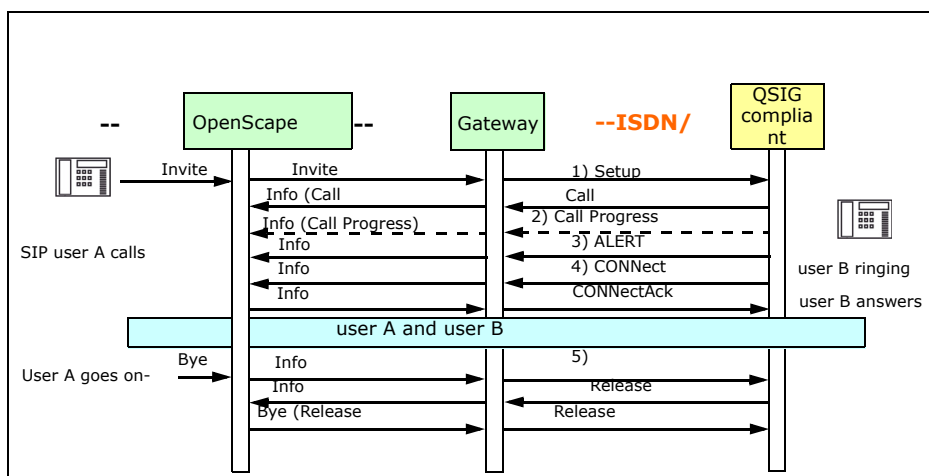 QSIG
OpenScape
Gateway
complia
nt
--
--
--ISDN/
Invite
Invite
1) Setup
Info (Call
Call
Info (Call Progress)
2) Call Progress
SIP user A calls
Info
3) ALERT
Info
4) CONNect
user B ringing
Info
CONNectAck
user B answers
user A and user B
Bye
Info
5)
User A goes on-
Info
Release
Bye (Release
Release